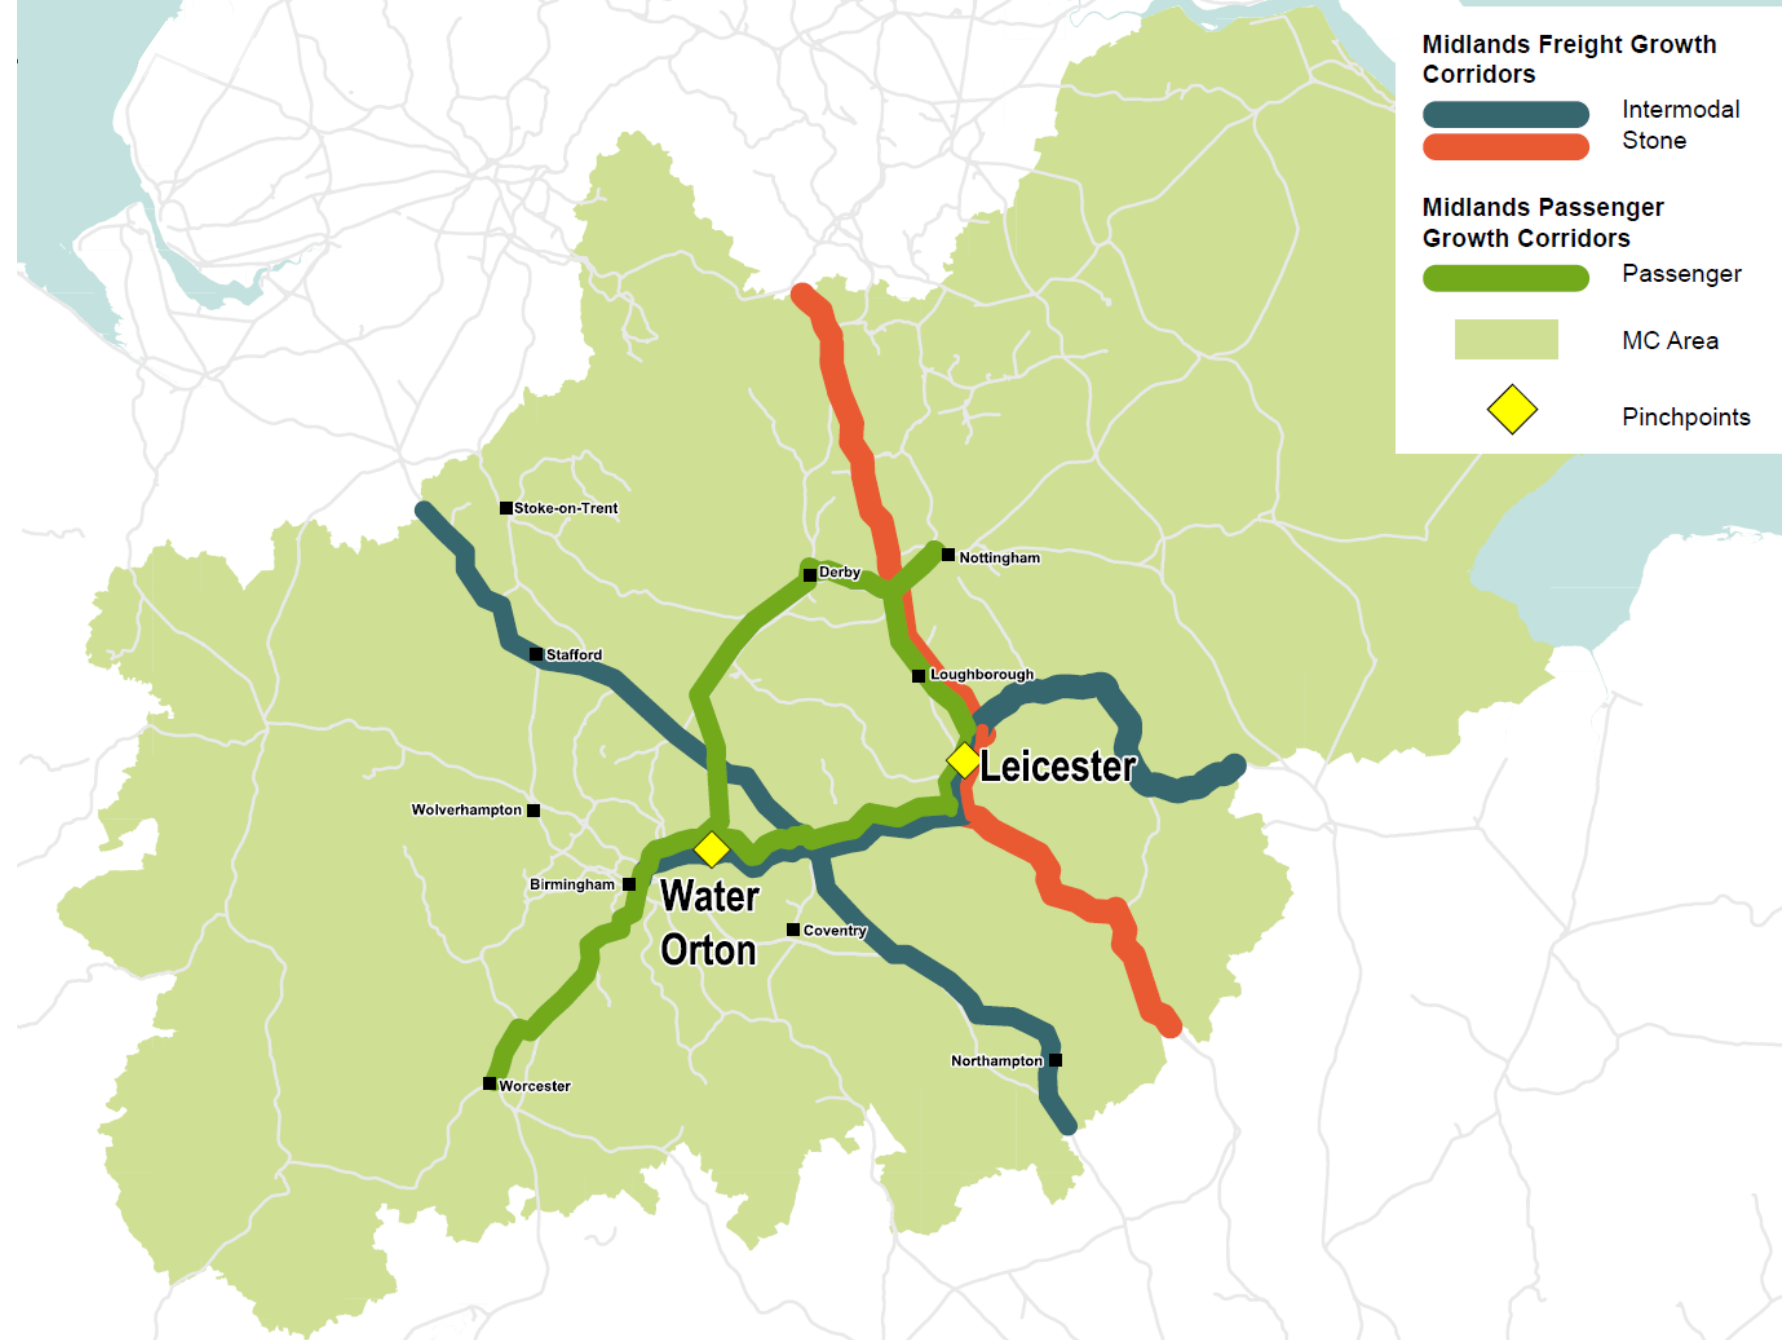 Midlands Freight Growth
Corridors
Intermodal
Stone
Midlands Passenger
Growth Corridors
Passenger
MC Area
Pinchpoints
Stoke-on-Trent
Nottingham
Derby
Stafford
Loughborough
Leicester
Wolverhampton
Birmingham
Water
Orton
Coventry
Northampton
Worcester